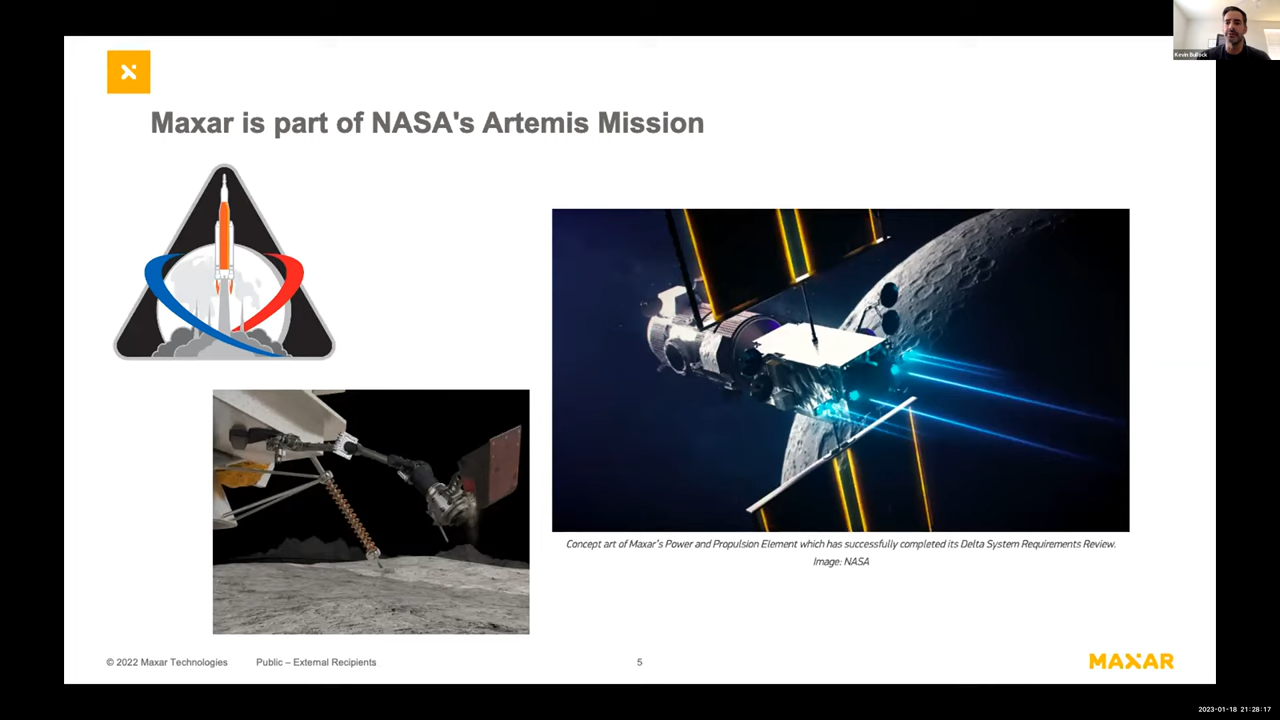 Kevin Bullock
Maxar is part of NASA's Artemis Mission
Concept art of Maxar's Power and Propulsion Element which has successfully completed its Delta System Requirements Review.
Image: NASA
© 2022 Maxar Technologies
Public – External Recipients
5
MAXAR
2023-01-18 21:28:17